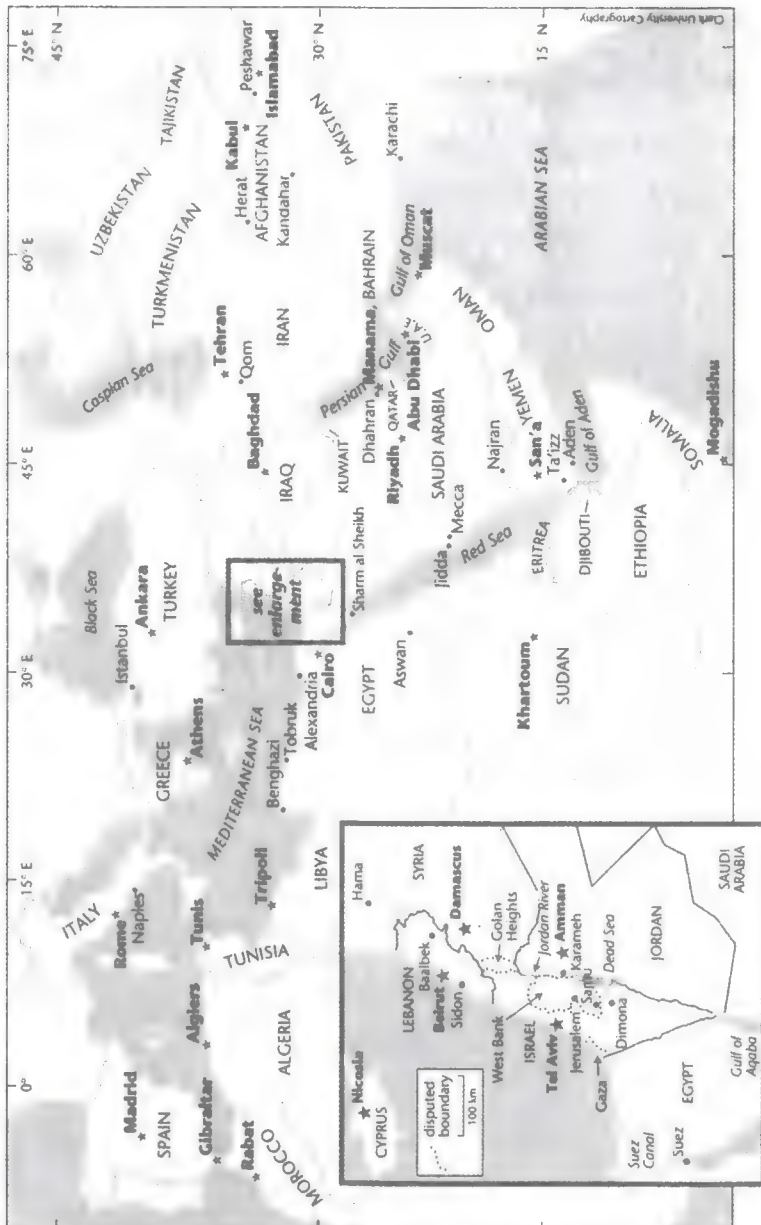 0°
15° E
30° E
45° E
60° E
75° E
45
30
15
Madrid
SPAIN
Gibraltar
Rabat
MOROCCO
Algiers
ALGERIA
ITALY
Rome
Naples
Tunis
TUNISIA
Tripoli
LIBYA
MEDITERRANEAN SEA
Benghazi
Tobruk
GREECE
Athens
Istanbul
Black Sea
Ankara
TURKEY
Alexandria
Cairo
EGYPT
Aswan
see
enlarge-
ment
Sharm al Sheikh
Khartoum
SUDAN
Caspian Sea
Baghdad
IRAQ
Tehran
Qom
IRAN
KUWAIT
Persian Gulf
Dhahran
Manama, BAHRAIN
QATAR
Riyadh
Abu Dhabi
U.A.E.
SAUDI ARABIA
Gulf of Oman
Muscat
OMAN
Jidda
Mecca
Red Sea
Najran
YEMEN
San'a
Ta'izz
Aden
Gulf of Aden
ERITREA
DJIBOUTI
ETHIOPIA
SOMALIA
Mogadishu
ARABIAN SEA
UZBEKISTAN
TAJIKISTAN
TURKMENISTAN
Herat
Kabul
AFGHANISTAN
Kandahar
Peshawar
Islamabad
PAKISTAN
Karachi
Clark University Cartography
Nicosia
CYPRUS
disputed
boundary
100 km
LEBANON
Baalbek
Beirut
Sidon
Hama
SYRIA
Damascus
Golan
Heights
Jordan River
West Bank
ISRAEL
Tel Aviv
Amman
Karameh
Jerusalem
Samu
Dead Sea
Gaza
Dimona
JORDAN
SAUDI
ARABIA
Suez
Canal
Suez
EGYPT
Gulf of
Aqaba